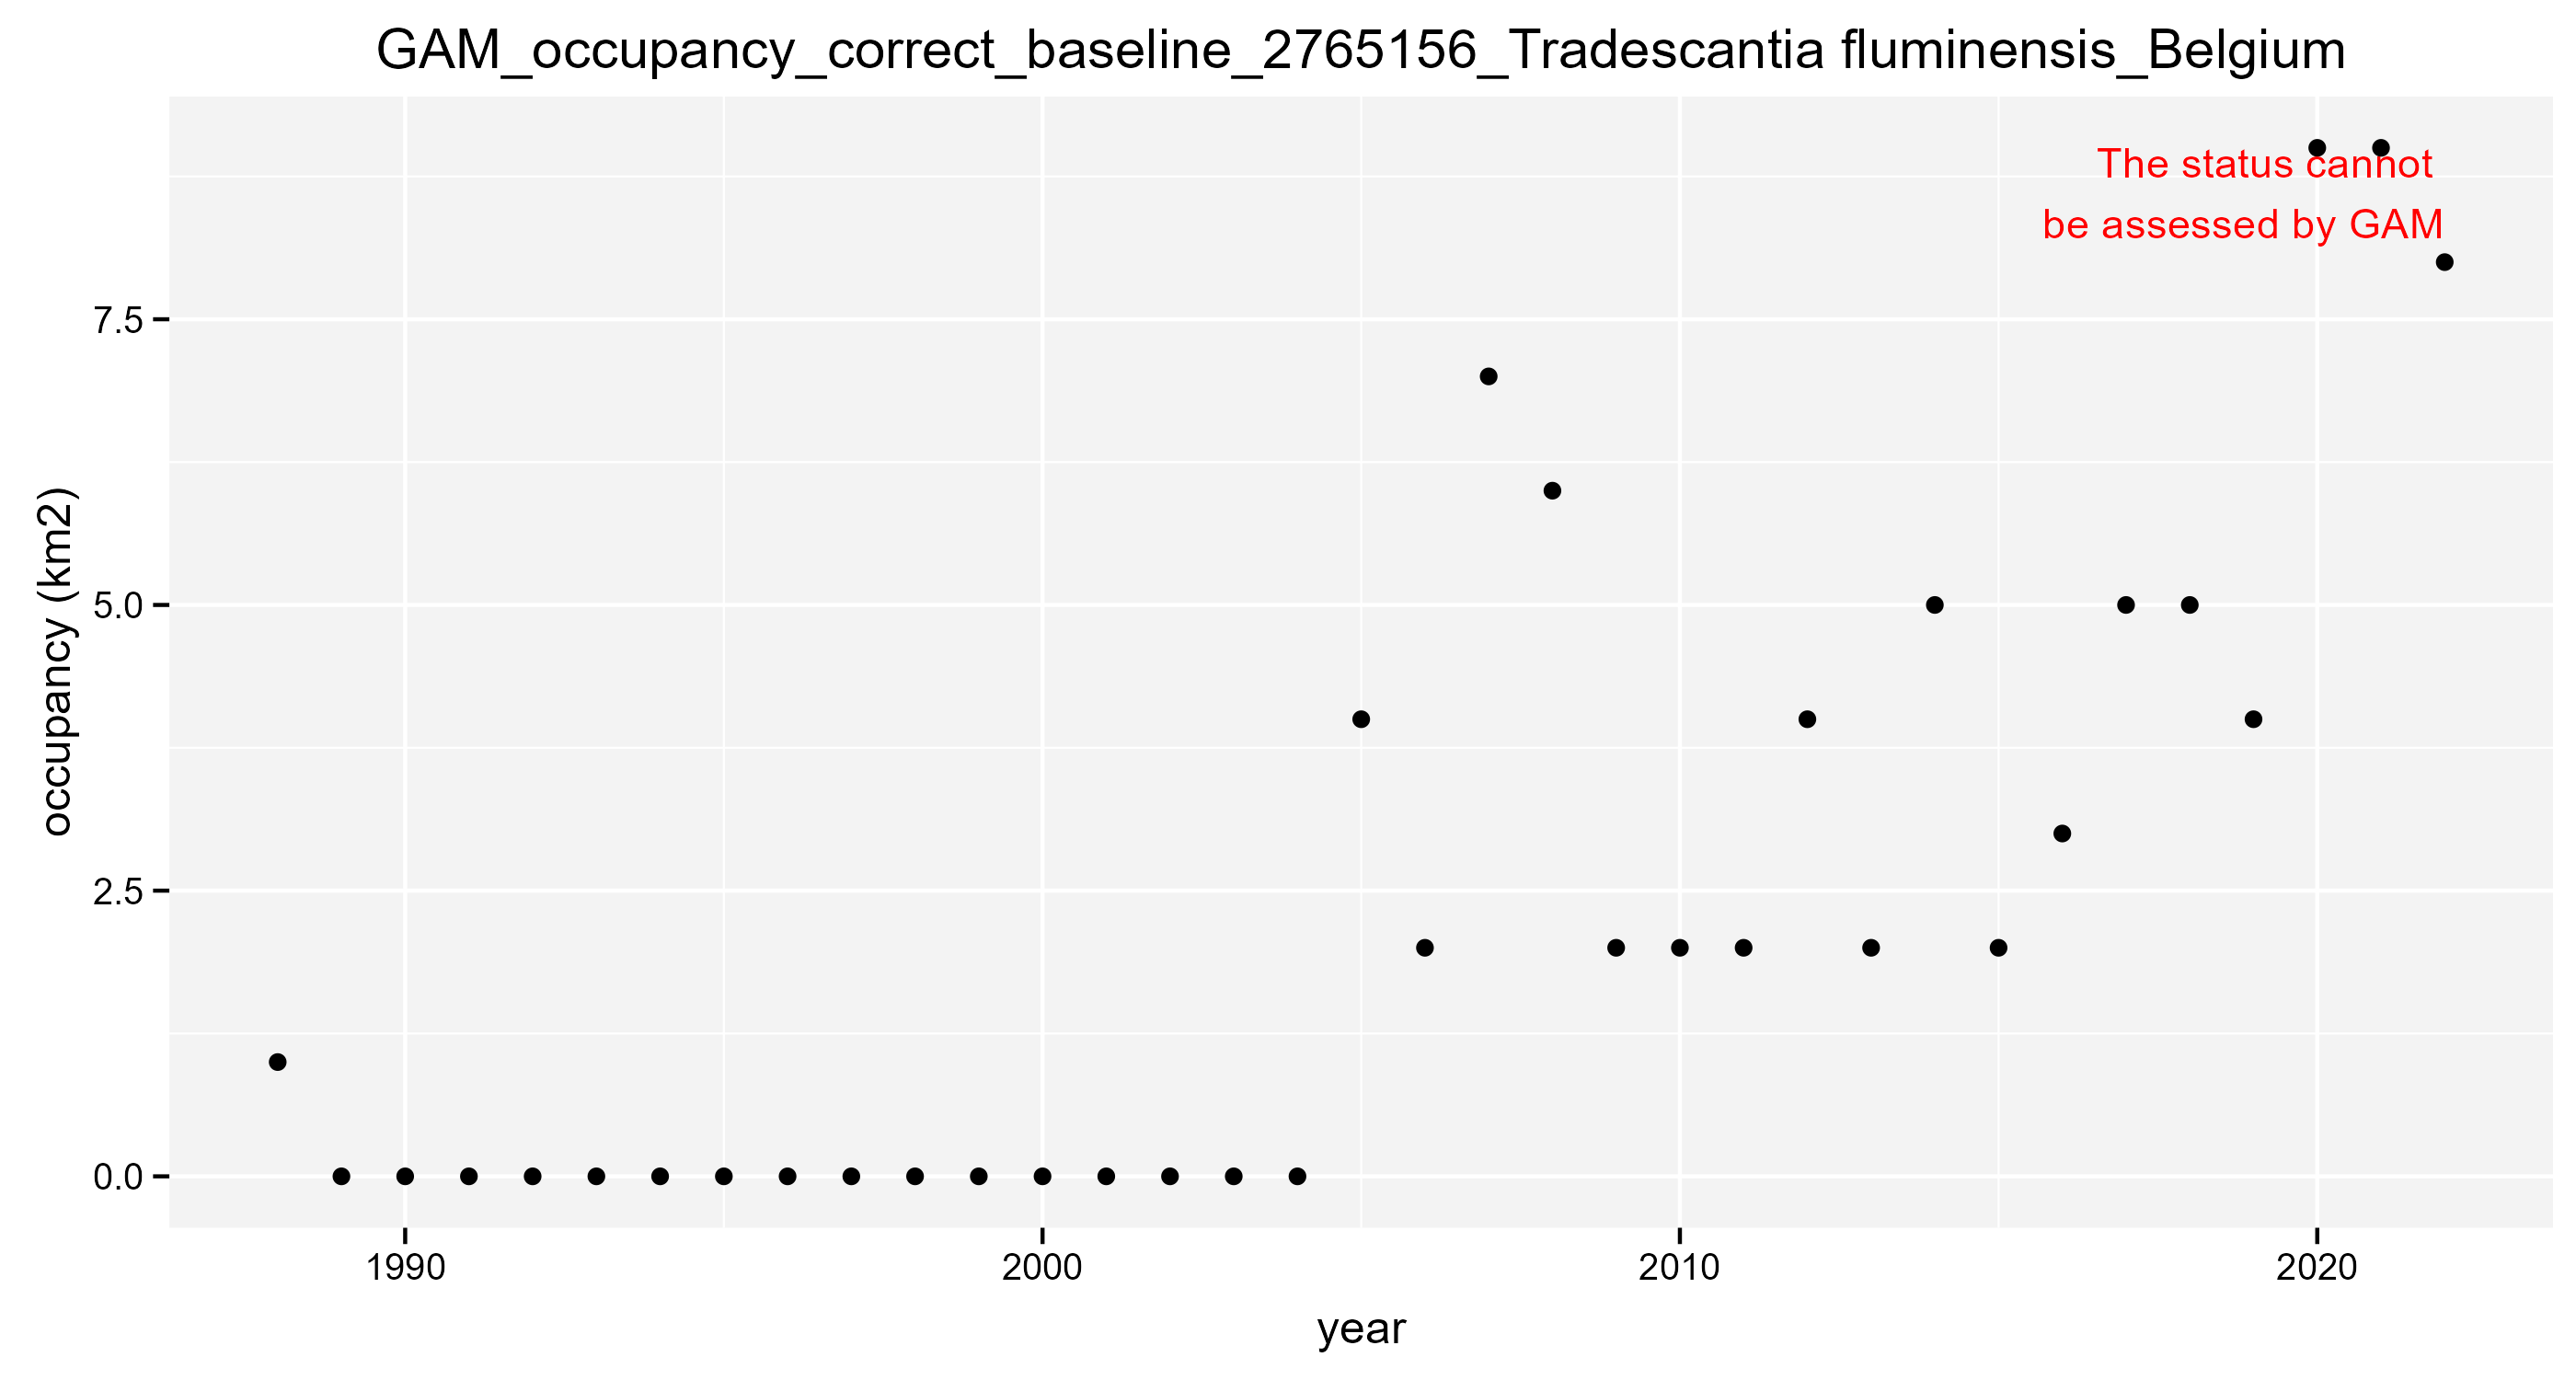 GAM_occupancy_correct_baseline_2765156_Tradescantia fluminensis_Belgium
The status cannot
be assessed by GAM
7.5
5.0
2.5
0.0
occupancy (km2)
1990 2000 2010 2020
year